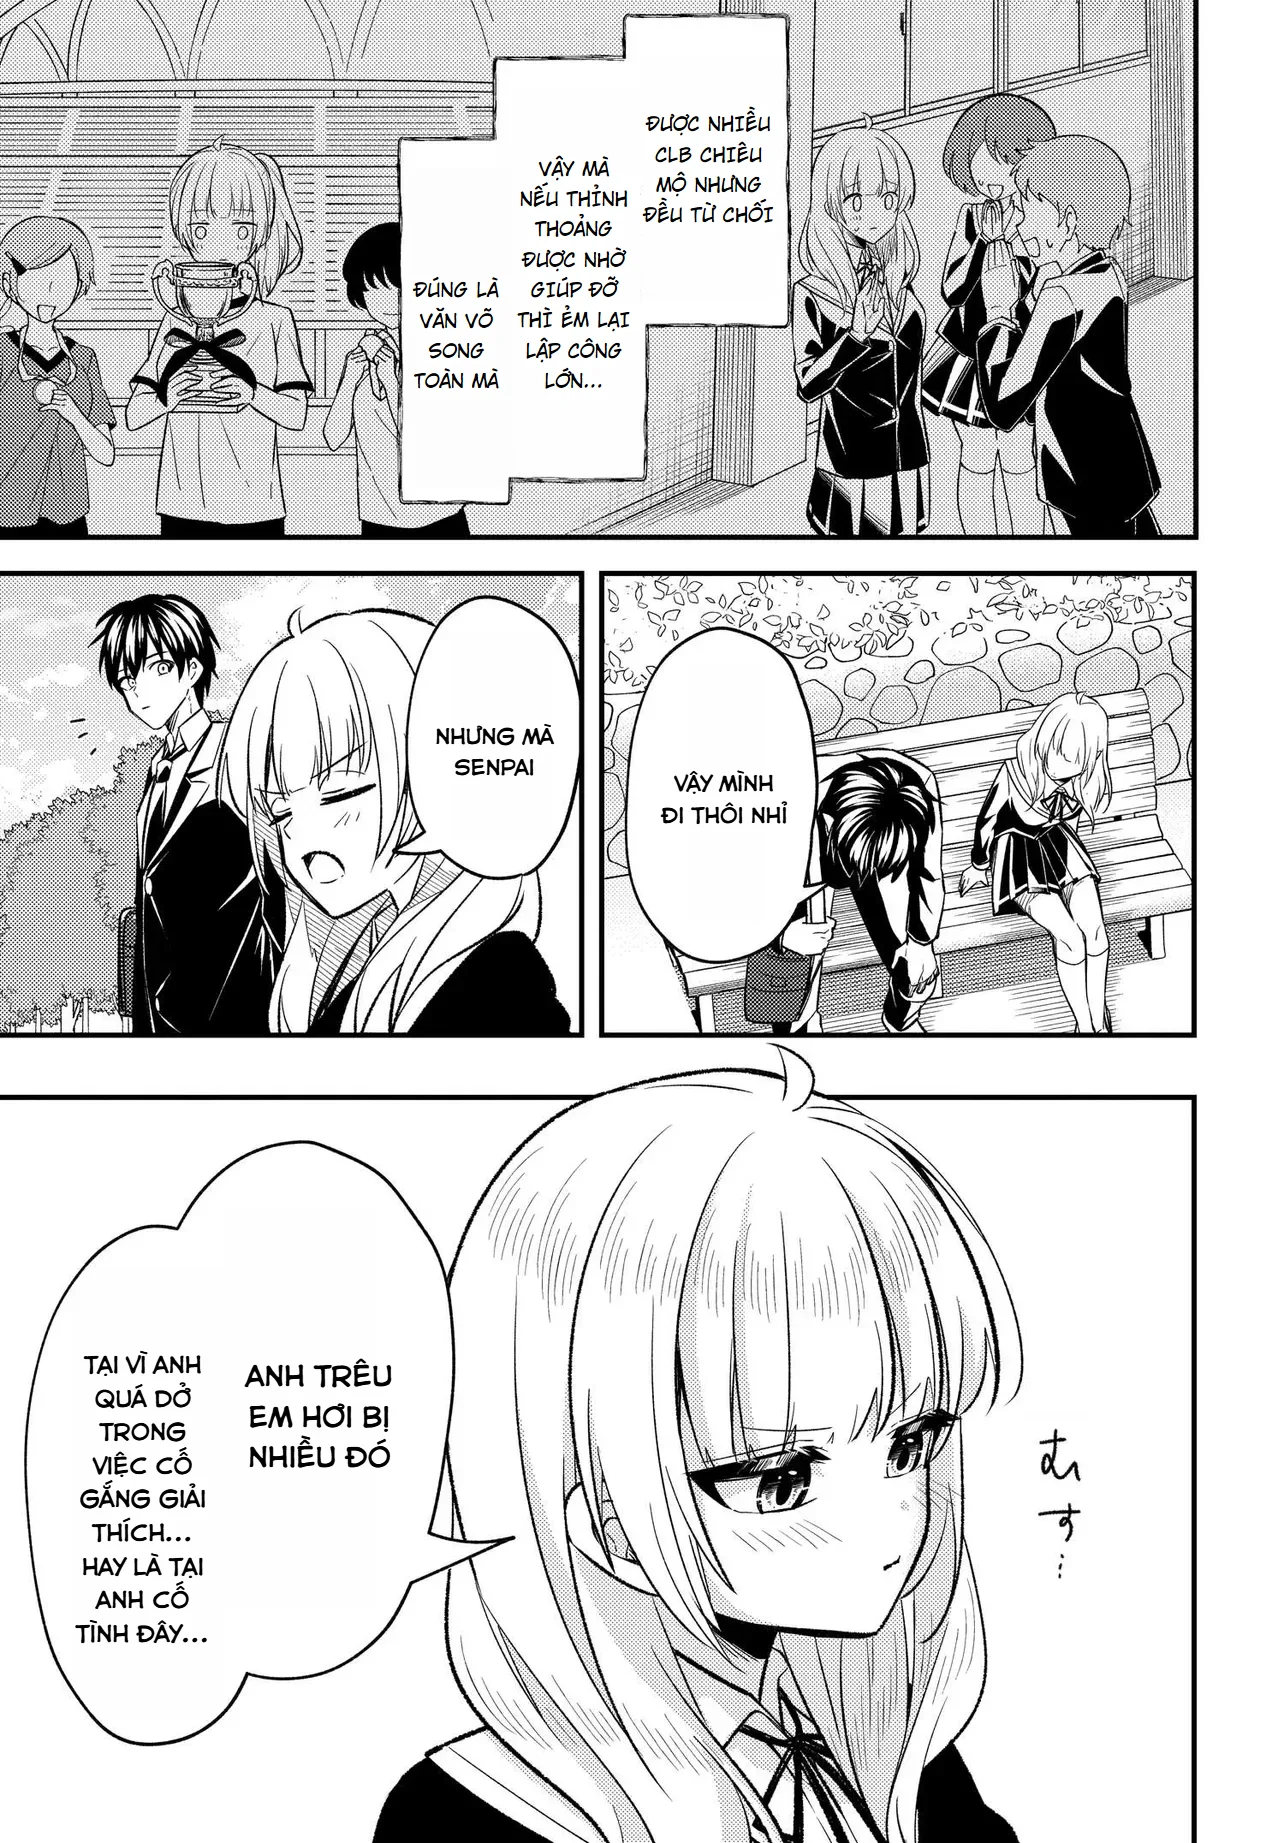 ĐƯỢC NHIỀU
CLB CHIÊU
MỘ NHƯNG
ĐỀU TỪ CHỐI
VẬY MÀ
NẾU THỈNH
THOẢNG
ĐƯỢC NHỜ
GIÚP ĐỠ
THÌ ẺM LẠI
LẬP CÔNG
LỚN...
ĐÚNG LÀ
VĂN VÕ
SONG
TOÀN MÀ
VẬY MÌNH
ĐI THÔI NHỈ
NHƯNG MÀ
SENPAI
ANH TRÊU
EM HƠI BỊ
NHIỀU ĐÓ
TẠI VÌ ANH
QUÁ DỞ
TRONG
VIỆC CỐ
GẮNG GIẢI
THÍCH...
HAY LÀ TẠI
ANH CỐ
TÌNH ĐÂY...
むす…